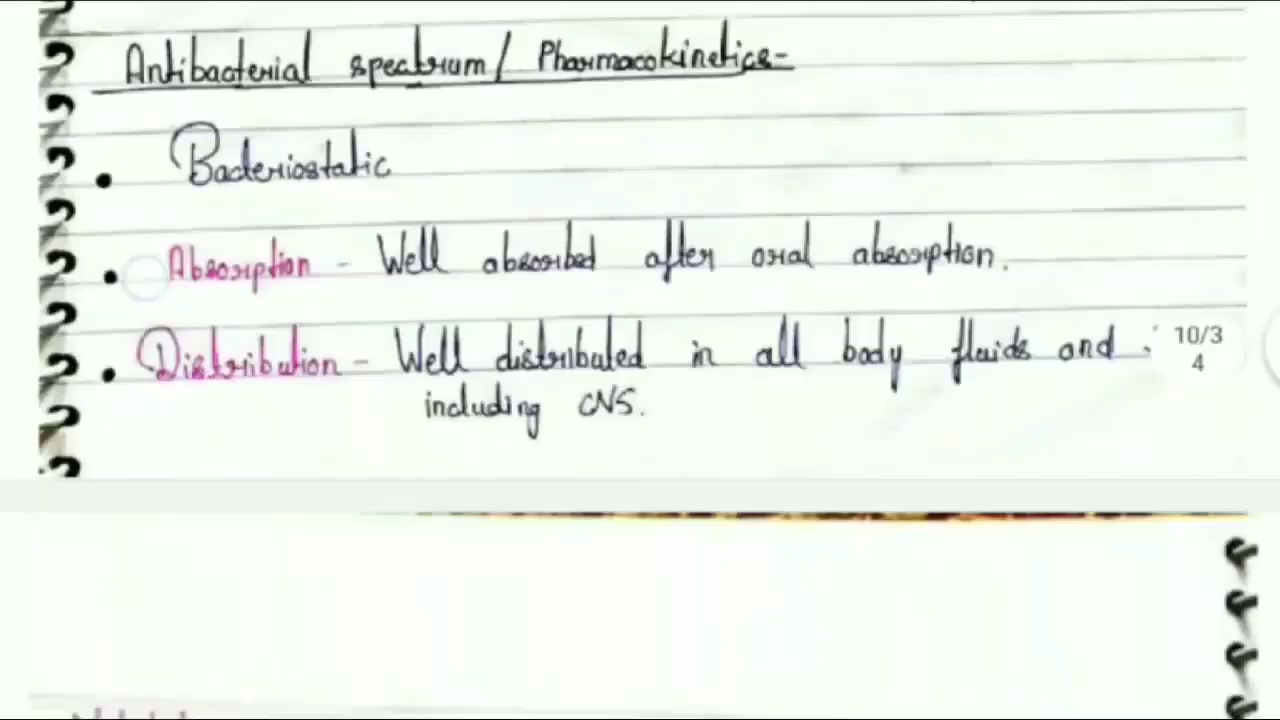 Antibacterial spectrum/ Pharmacokinetics-
• Bacteriostatic
• Absorption - Well absorbed after oral absorption.
• Distribution - Well distributed in all body fluids and
including CNS.
10/3
4